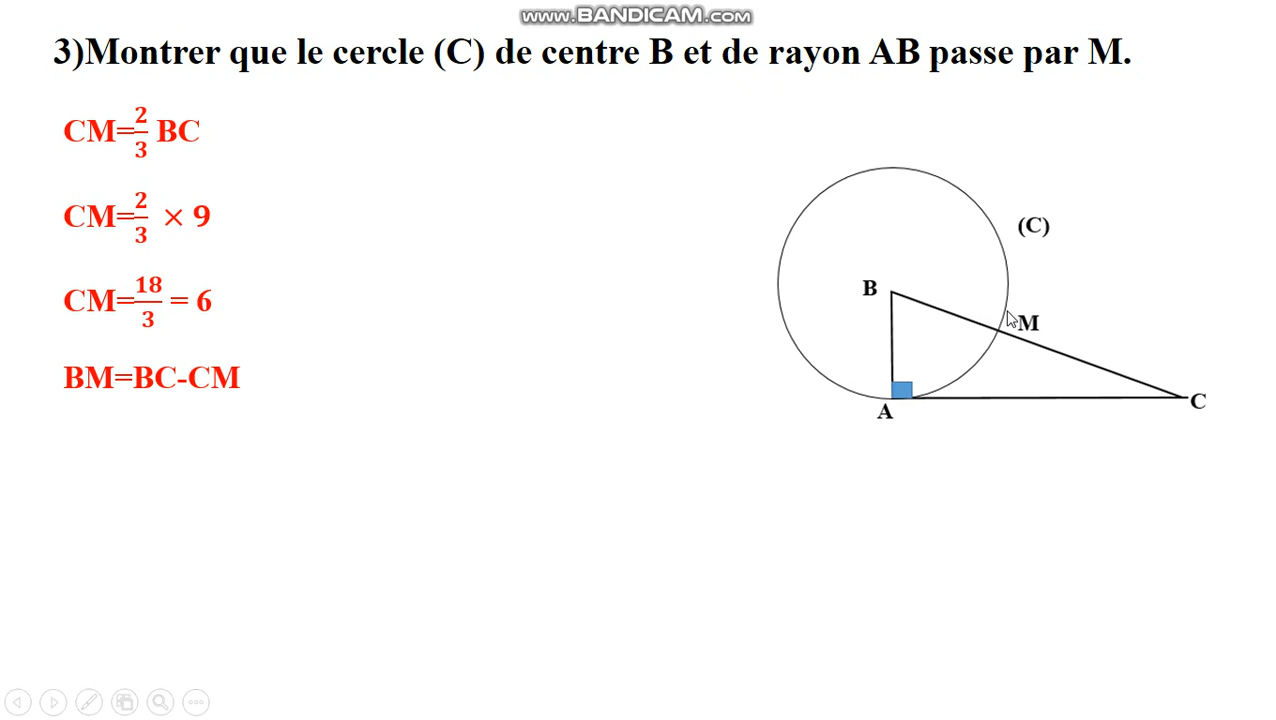 www.BANDICAM.com
3)Montrer que le cercle (C) de centre B et de rayon AB passe par M.
CM=2/3 BC
CM=2/3 × 9
CM=18/3 = 6
BM=BC-CM
(C)
B
M
A
C